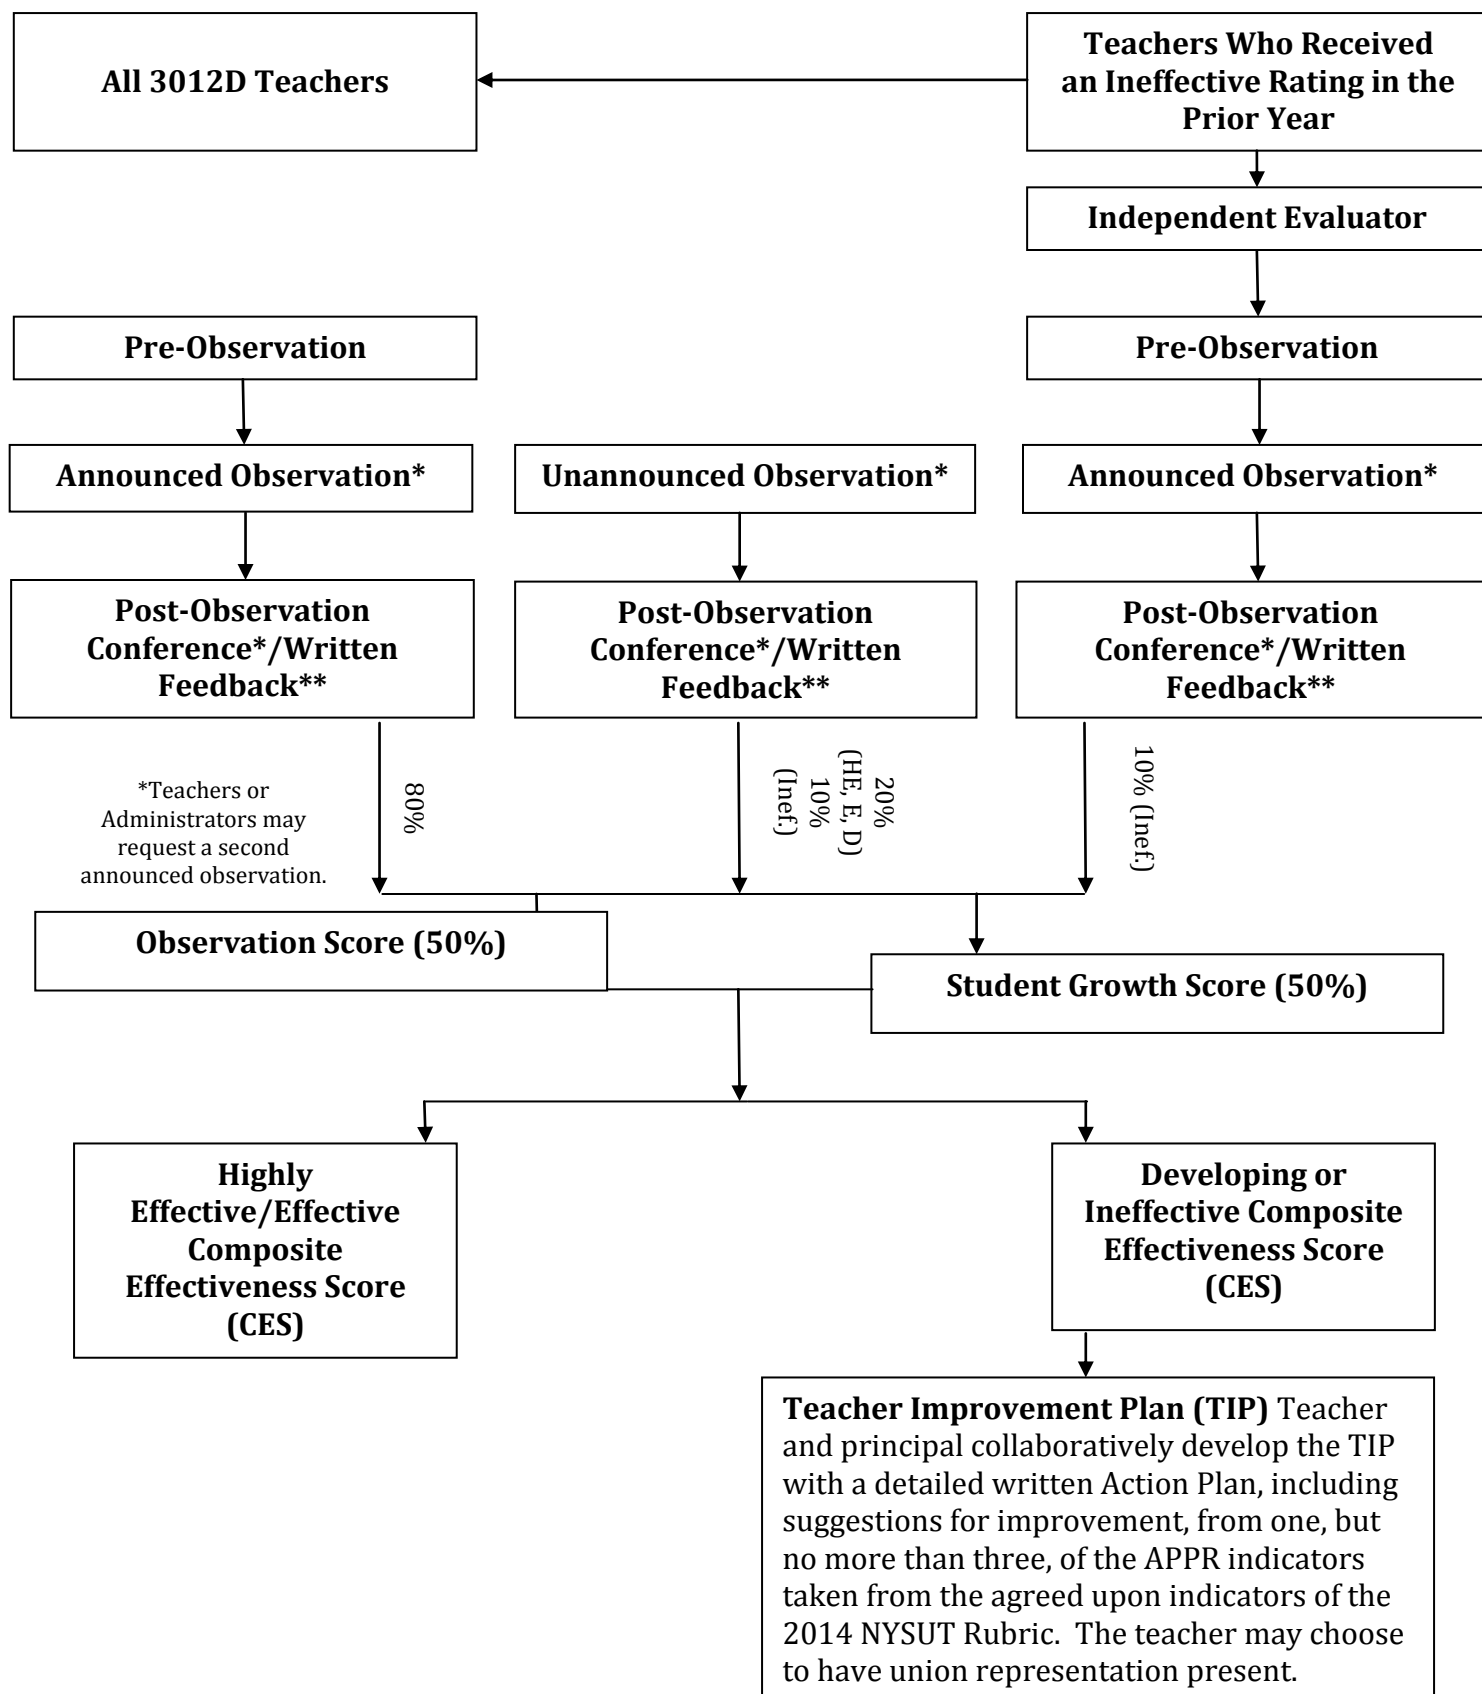 All 3012D Teachers
Teachers Who Received
an Ineffective Rating in the
Prior Year
Independent Evaluator
Pre-Observation
Pre-Observation
Announced Observation*
Unannounced Observation*
Announced Observation*
Post-Observation
Conference*/Written
Feedback**
Post-Observation
Conference*/Written
Feedback**
Post-Observation
Conference*/Written
Feedback**
*Teachers or
Administrators may
request a second
announced observation.
80%
20%
(HE, E, D)
10%
(Inef.)
10% (Inef.)
Observation Score (50%)
Student Growth Score (50%)
Highly
Effective/Effective
Composite
Effectiveness Score
(CES)
Developing or
Ineffective Composite
Effectiveness Score
(CES)
Teacher Improvement Plan (TIP) Teacher
and principal collaboratively develop the TIP
with a detailed written Action Plan, including
suggestions for improvement, from one, but
no more than three, of the APPR indicators
taken from the agreed upon indicators of the
2014 NYSUT Rubric.  The teacher may choose
to have union representation present.